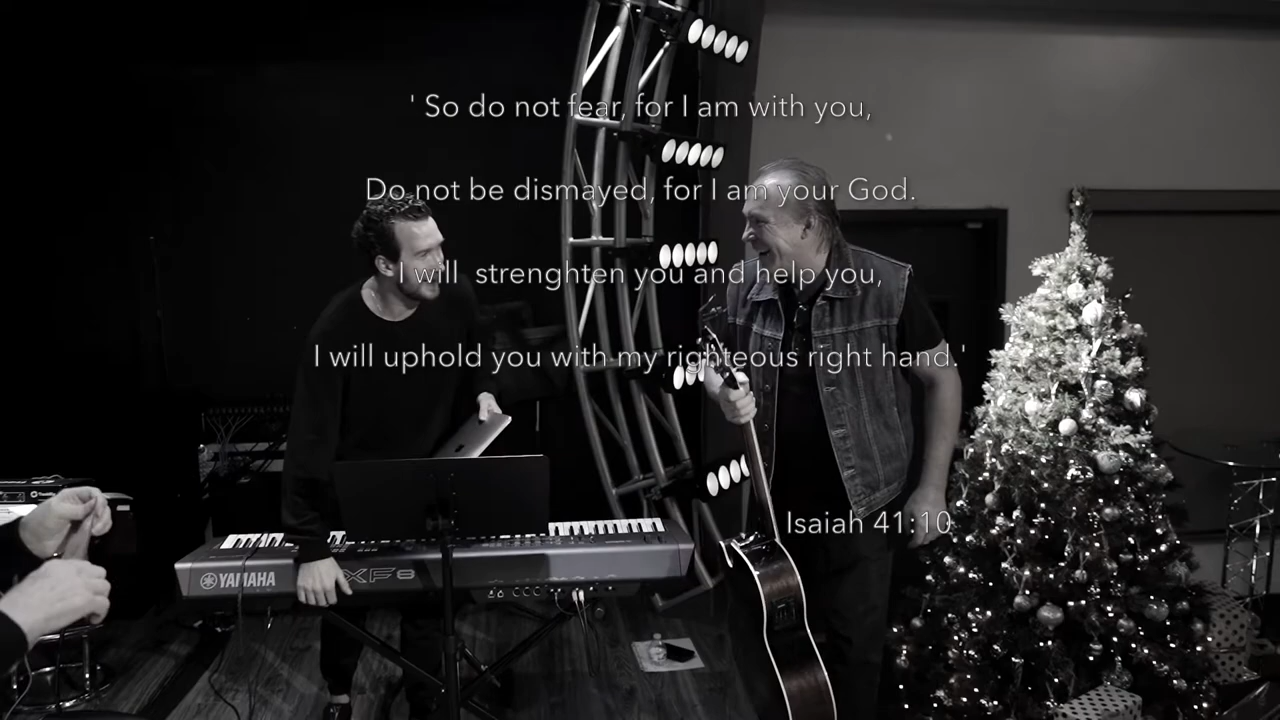 ' So do not fear, for I am with you,
Do not be dismayed, for I am your God.
I will  strenghten you and help you,
I will uphold you with my righteous right hand.'
Isaiah 41:10
YAMAHA
XF8